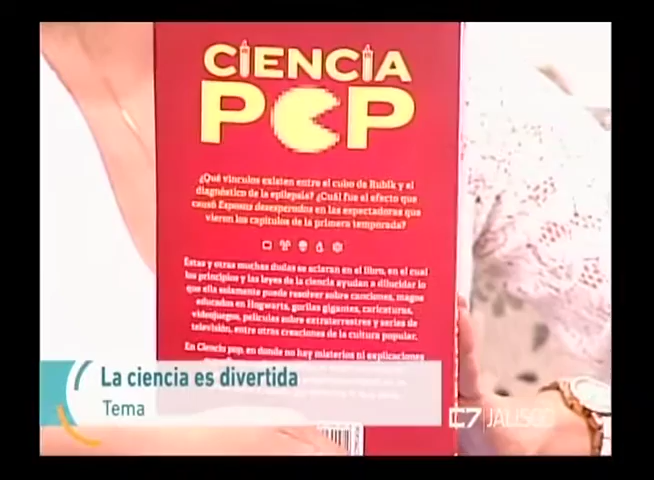 CIENCIA
POP
¿Qué vínculos existen entre el cubo de Rubik y el
diagnóstico de la epilepsia? ¿Cuál fue el efecto que
causó Esposas desesperadas en las espectadoras que
vieron los capítulos de la primera temporada?
Estas y otras muchas dudas se aclaran en el libro, en el cual
los principios y las leyes de la ciencia ayudan a dilucidar lo
que ella solamente puede resolver sobre canciones, magos
educados en Hogwarts, gorilas gigantes, caricaturas,
videojuegos, películas sobre extraterrestres y series de
televisión, entre otras creaciones de la cultura popular.
En Ciencia pop, en donde no hay misterios ni explicaciones
La ciencia es divertida
Tema
C7 JALISCO